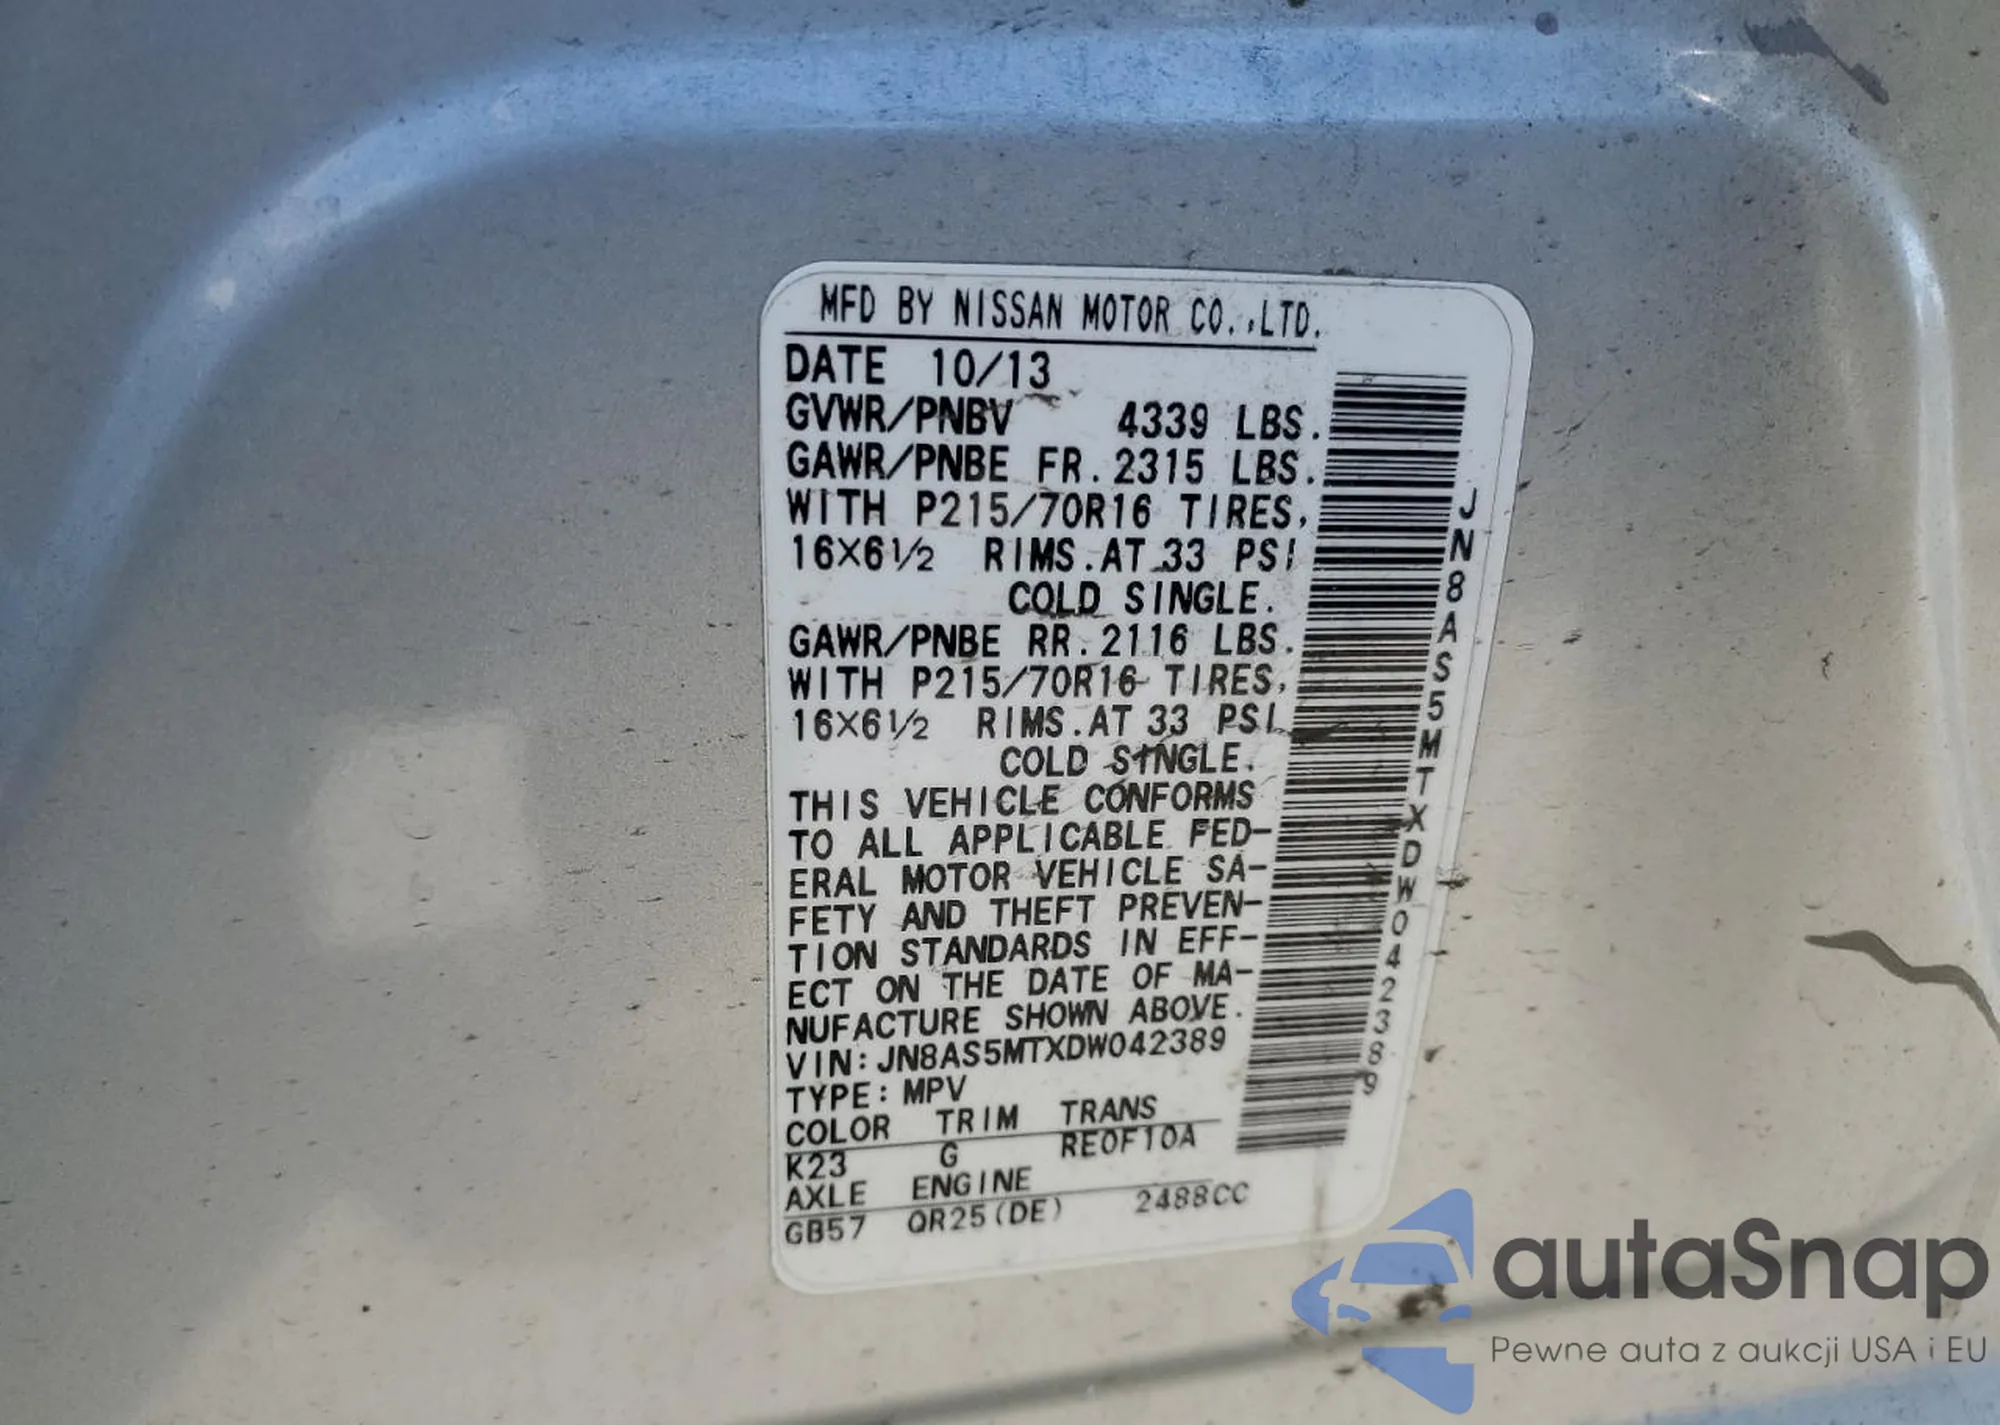 MFD BY NISSAN MOTOR CO.,LTD.
DATE 10/13
GVWR/PNBV 4339 LBS.
GAWR/PNBE FR. 2315 LBS.
WITH P215/70R16 TIRES,
16X6½ RIMS.AT 33 PSI
COLD SINGLE.
GAWR/PNBE RR. 2116 LBS.
WITH P215/70R16 TIRES,
16X6½ RIMS.AT 33 PSI
COLD SINGLE.
THIS VEHICLE CONFORMS
TO ALL APPLICABLE FED-
ERAL MOTOR VEHICLE SA-
FETY AND THEFT PREVEN-
TION STANDARDS IN EFF-
ECT ON THE DATE OF MA-
NUFACTURE SHOWN ABOVE.
VIN: JN8AS5MTXDW042389
TYPE: MPV
COLOR TRIM TRANS
K23 G RE0F10A
AXLE ENGINE
GB57 QR25(DE) 2488CC
JN8AS5MTXDW042389
autaSnap
Pewne auta z aukcji USA i EU